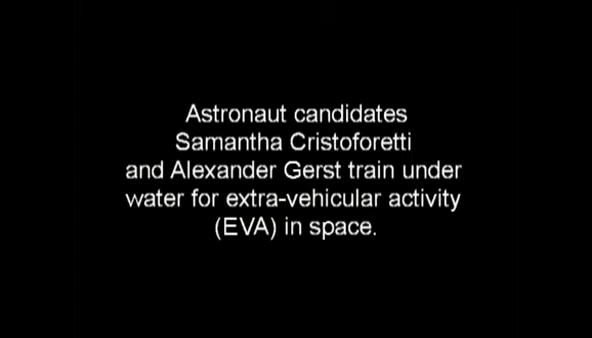 Astronaut candidates
Samantha Cristoforetti
and Alexander Gerst train under
water for extra-vehicular activity
(EVA) in space.